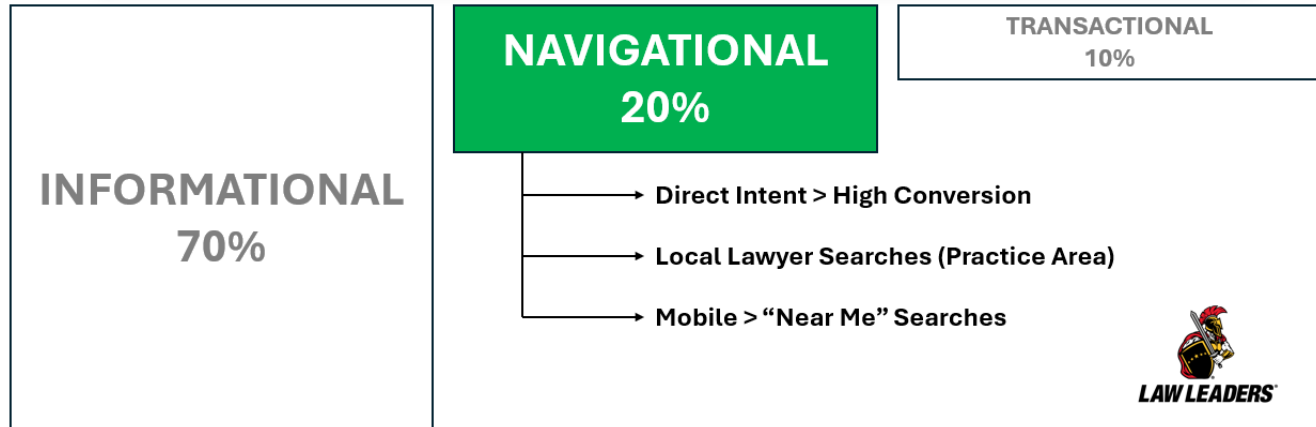 INFORMATIONAL
70%
NAVIGATIONAL
20%
Direct Intent > High Conversion
Local Lawyer Searches (Practice Area)
Mobile > “Near Me” Searches
TRANSACTIONAL
10%
LAW LEADERS